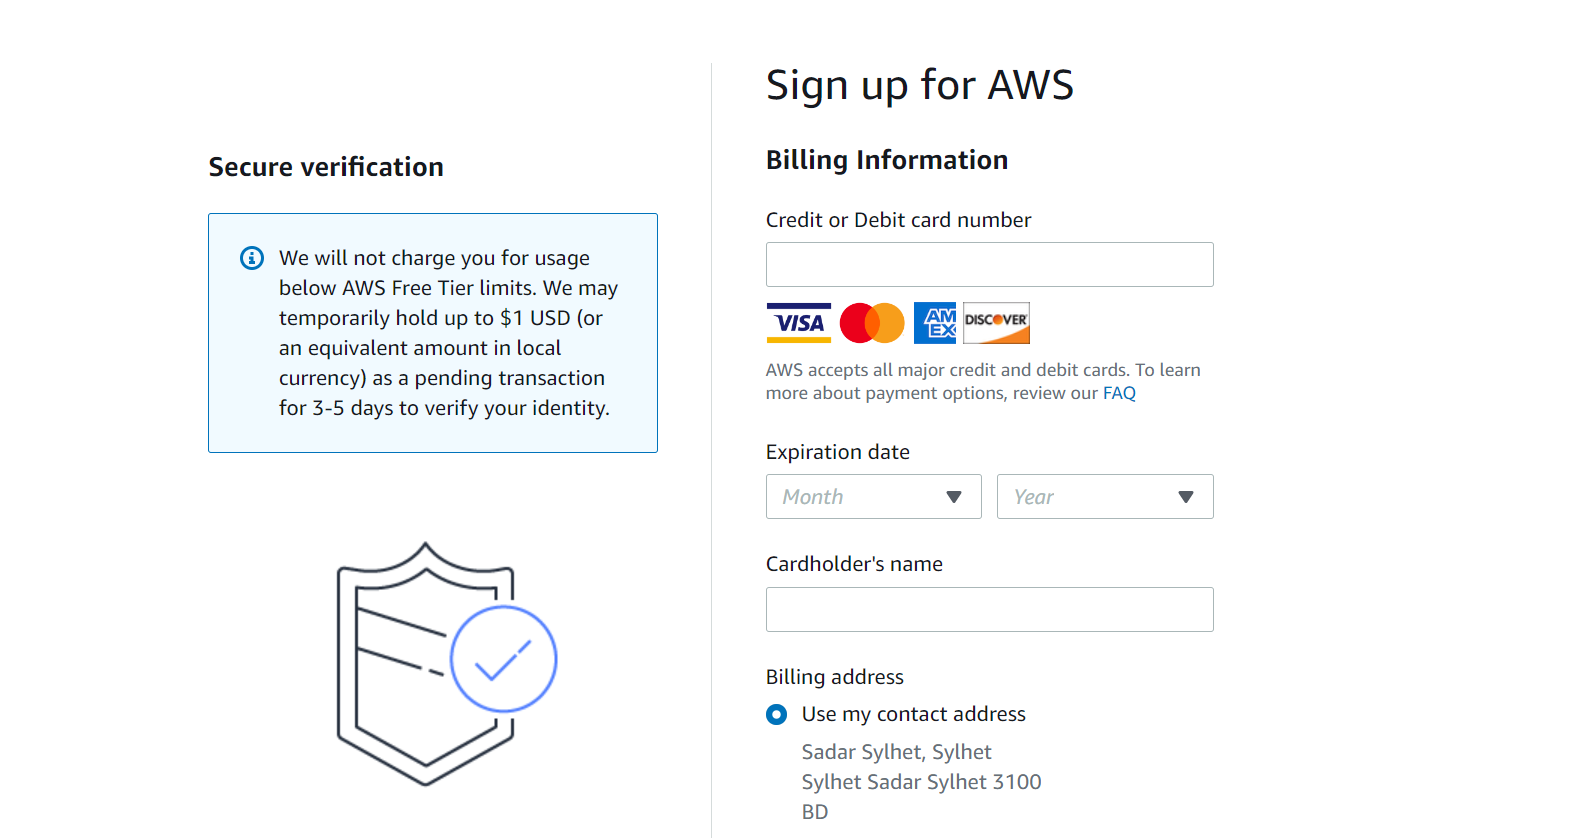 Secure verification
We will not charge you for usage
below AWS Free Tier limits. We may
temporarily hold up to $1 USD (or
an equivalent amount in local
currency) as a pending transaction
for 3-5 days to verify your identity.
Sign up for AWS
Billing Information
Credit or Debit card number
VISA AM EX DISCOVER
AWS accepts all major credit and debit cards. To learn
more about payment options, review our FAQ
Expiration date
Month Year
Cardholder's name
Billing address
Use my contact address
Sadar Sylhet, Sylhet
Sylhet Sadar Sylhet 3100
BD